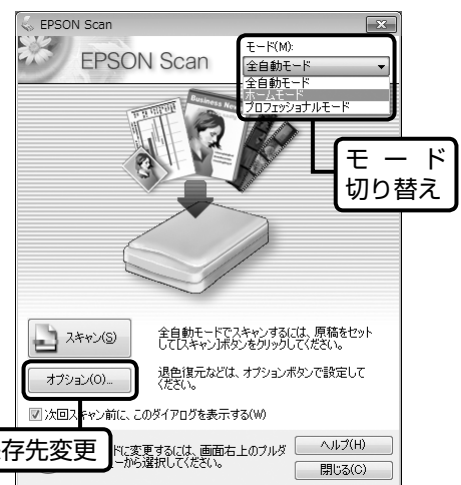 EPSON Scan
EPSON Scan
モード(M):
全自動モード
全自動モード
ホームモード
プロフェッショナルモード
Business New
モード
切り替え
スキャン(S)
全自動モードでスキャンするには、原稿をセット
して[スキャン]ボタンをクリックしてください。
オプション(O)...
退色復元などは、オプションボタンで設定して
ください。
次回スキャン前に、このダイアログを表示する(W)
存先変更
ドに変更するには、画面右上のプルダ
ューから選択してください。
ヘルプ(H)
閉じる(C)